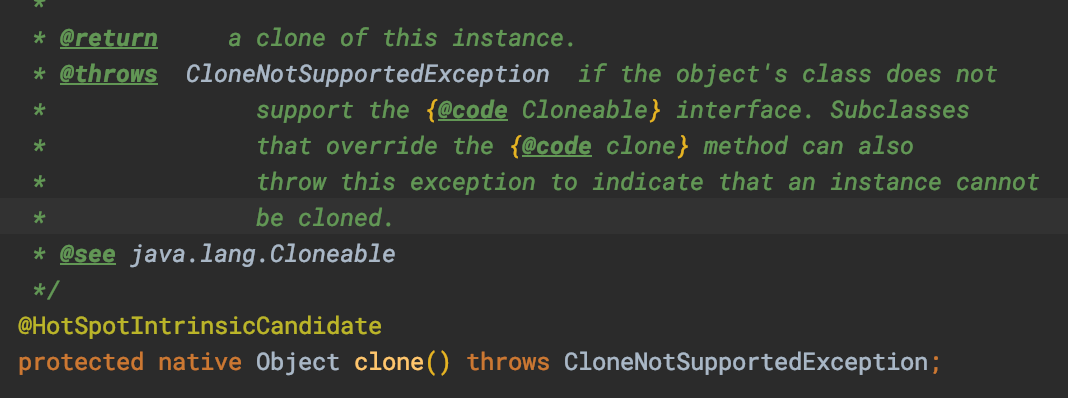 *
* @return     a clone of this instance.
* @throws  CloneNotSupportedException  if the object's class does not
*               support the {@code Cloneable} interface. Subclasses
*               that override the {@code clone} method can also
*               throw this exception to indicate that an instance cannot
*               be cloned.
* @see java.lang.Cloneable
*/
@HotSpotIntrinsicCandidate
protected native Object clone() throws CloneNotSupportedException;